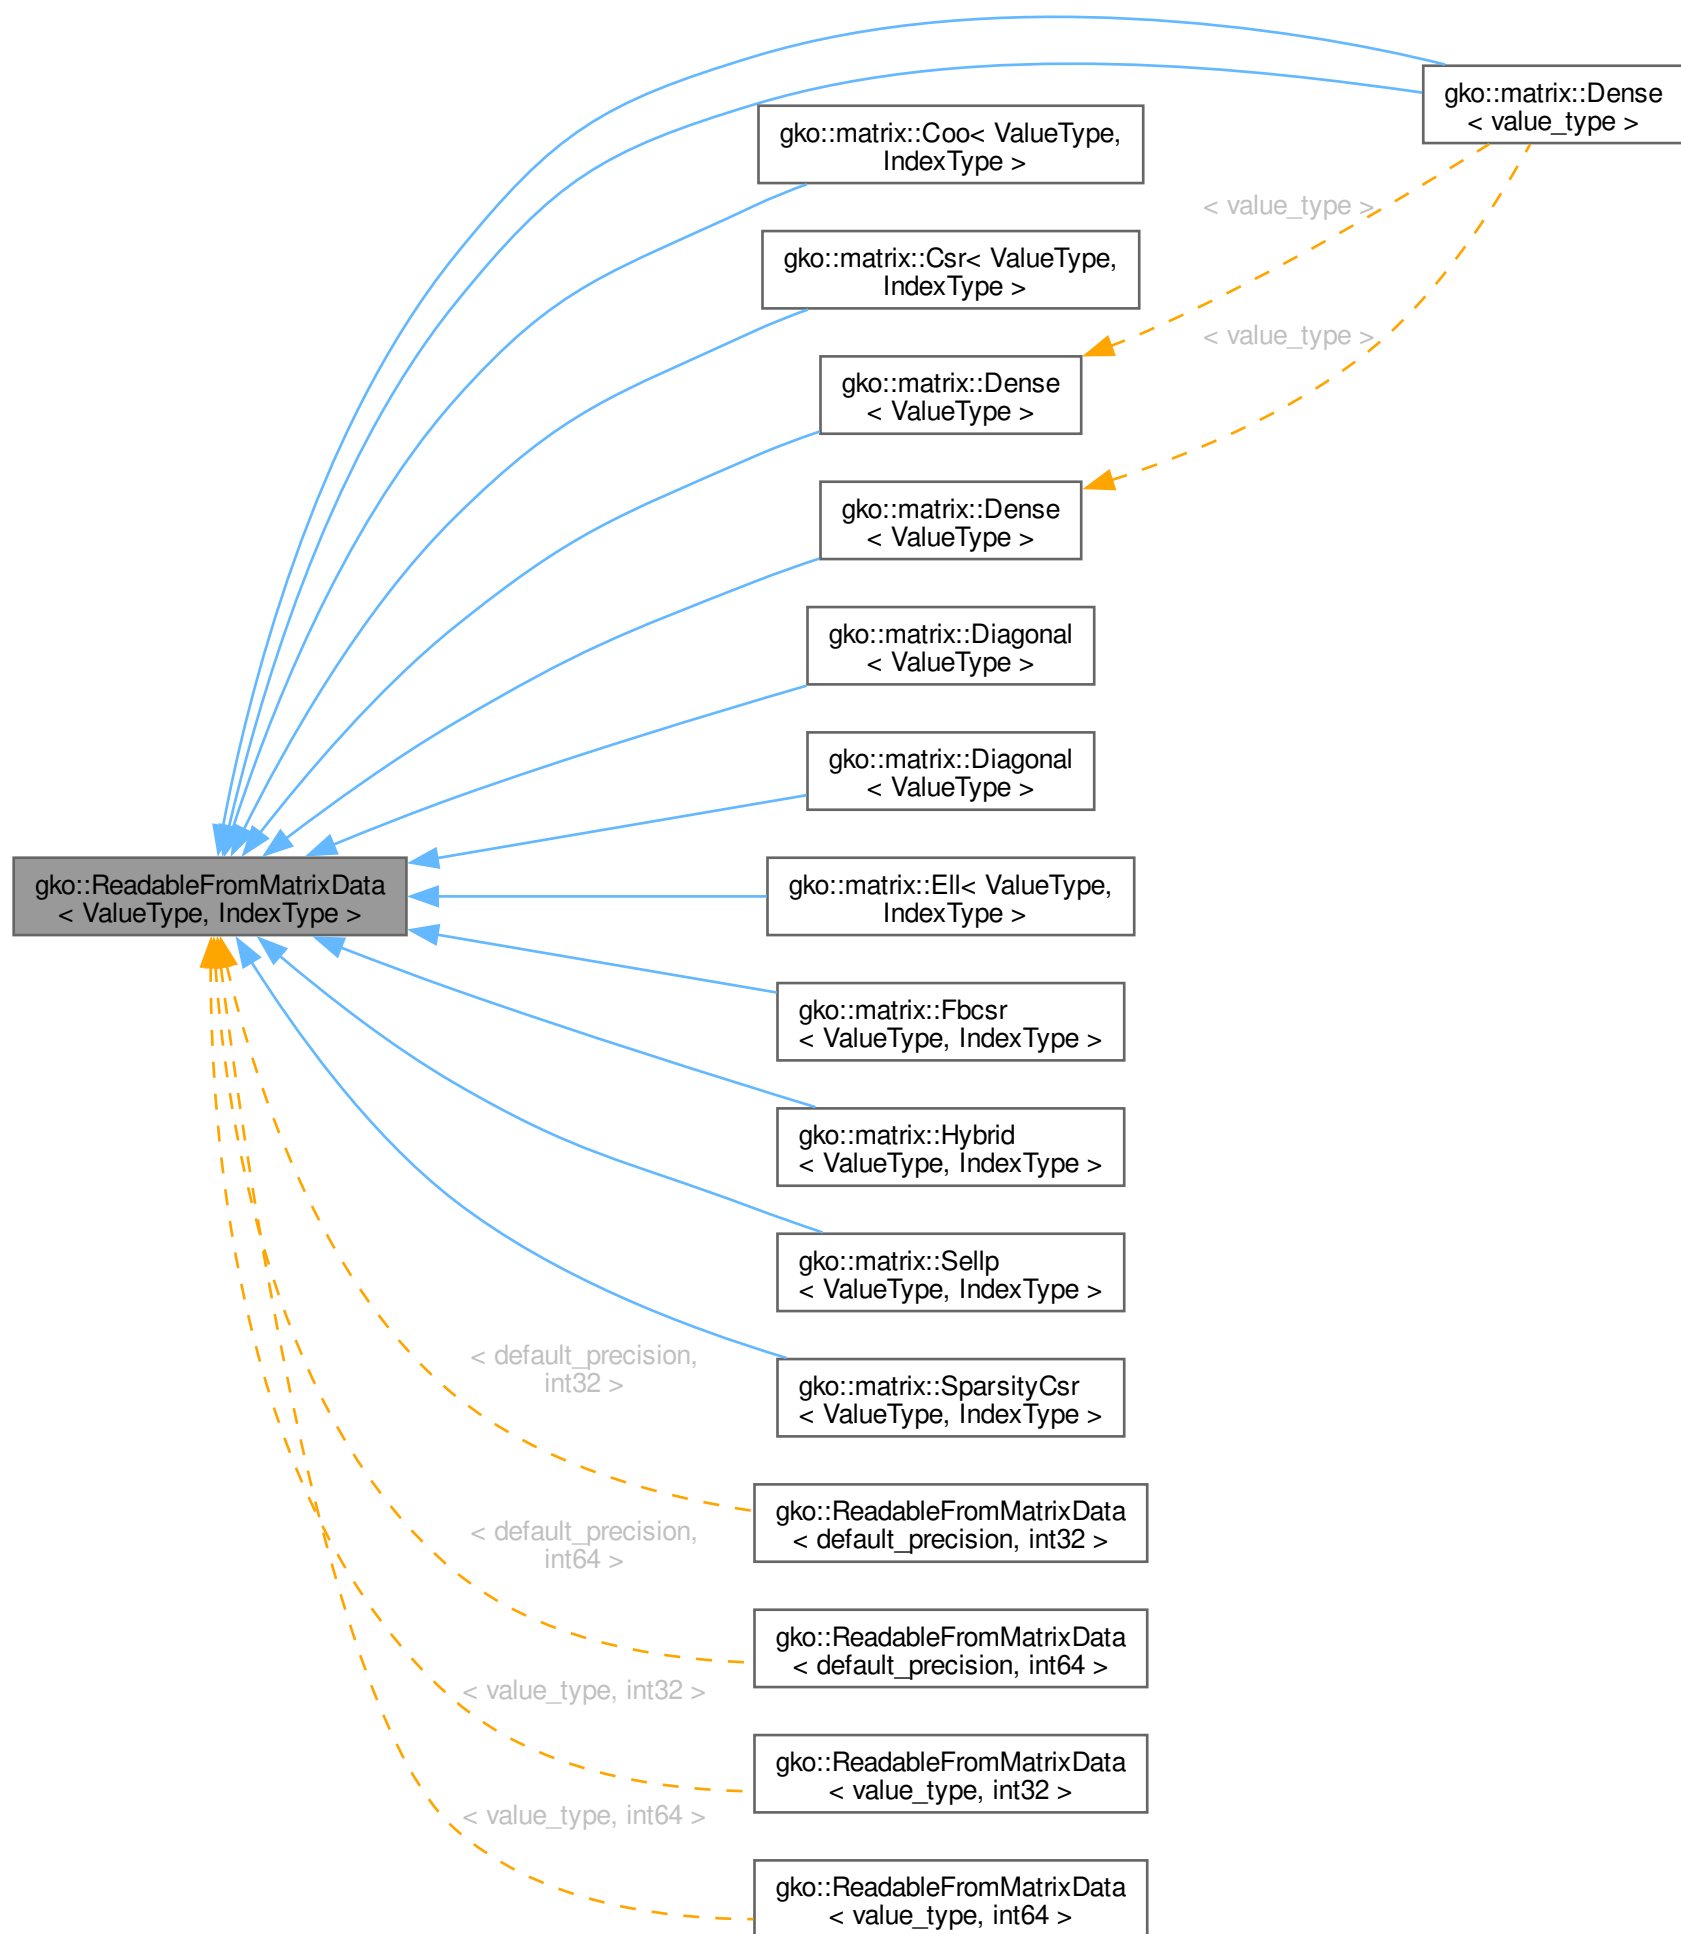 gko::matrix::Dense
< value_type >
gko::matrix::Coo< ValueType,
IndexType >
< value_type >
gko::matrix::Csr< ValueType,
IndexType >
< value_type >
gko::matrix::Dense
< ValueType >
gko::matrix::Dense
< ValueType >
gko::matrix::Diagonal
< ValueType >
gko::matrix::Diagonal
< ValueType >
gko::ReadableFromMatrixData
< ValueType, IndexType >
gko::matrix::Ell< ValueType,
IndexType >
gko::matrix::Fbcsr
< ValueType, IndexType >
gko::matrix::Hybrid
< ValueType, IndexType >
gko::matrix::Sellp
< ValueType, IndexType >
< default_precision,
int32 >
gko::matrix::SparsityCsr
< ValueType, IndexType >
gko::ReadableFromMatrixData
< default_precision, int32 >
< default_precision,
int64 >
gko::ReadableFromMatrixData
< default_precision, int64 >
< value_type, int32 >
gko::ReadableFromMatrixData
< value_type, int32 >
< value_type, int64 >
gko::ReadableFromMatrixData
< value_type, int64 >